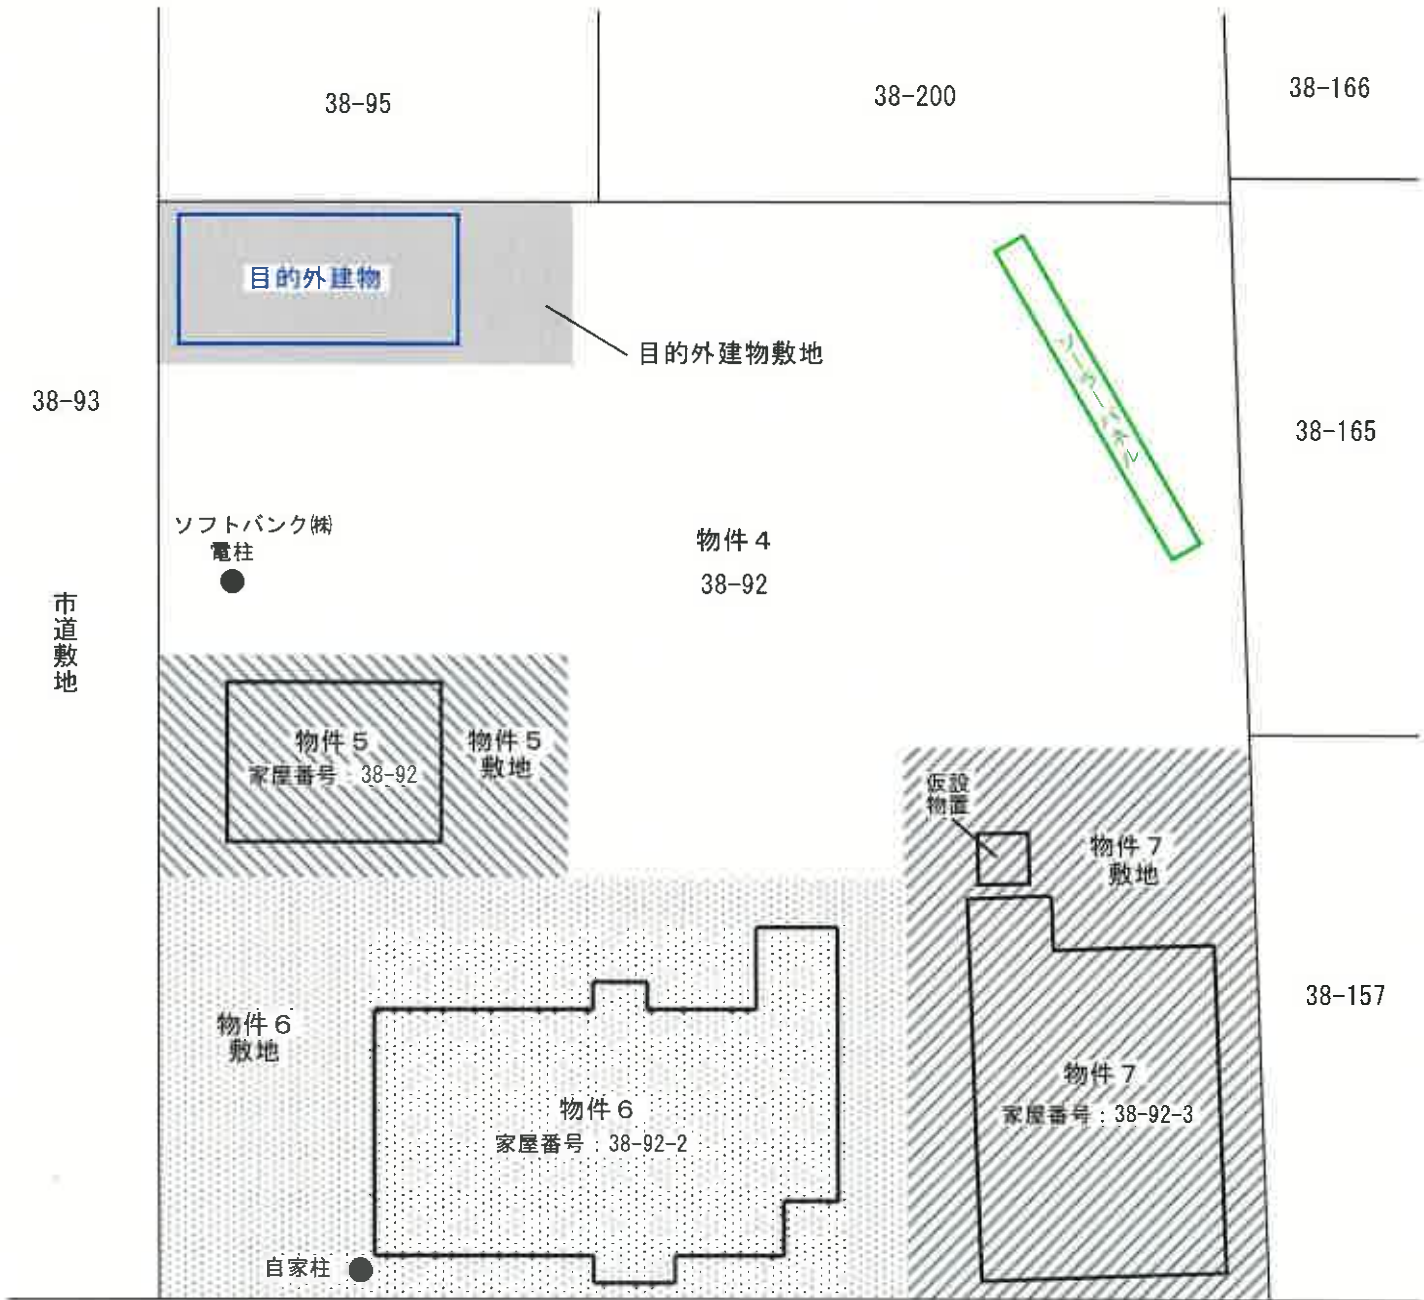 38-95
38-200
38-166
目的外建物
目的外建物敷地
38-93
ソーラーパネル
38-165
ソフトバンク㈱
電柱
物件４
38-92
市道敷地
物件５
家屋番号：38-92
物件５
敷地
仮設
物置
物件７
敷地
物件６
敷地
38-157
物件７
家屋番号：38-92-3
物件６
家屋番号：38-92-2
自家柱